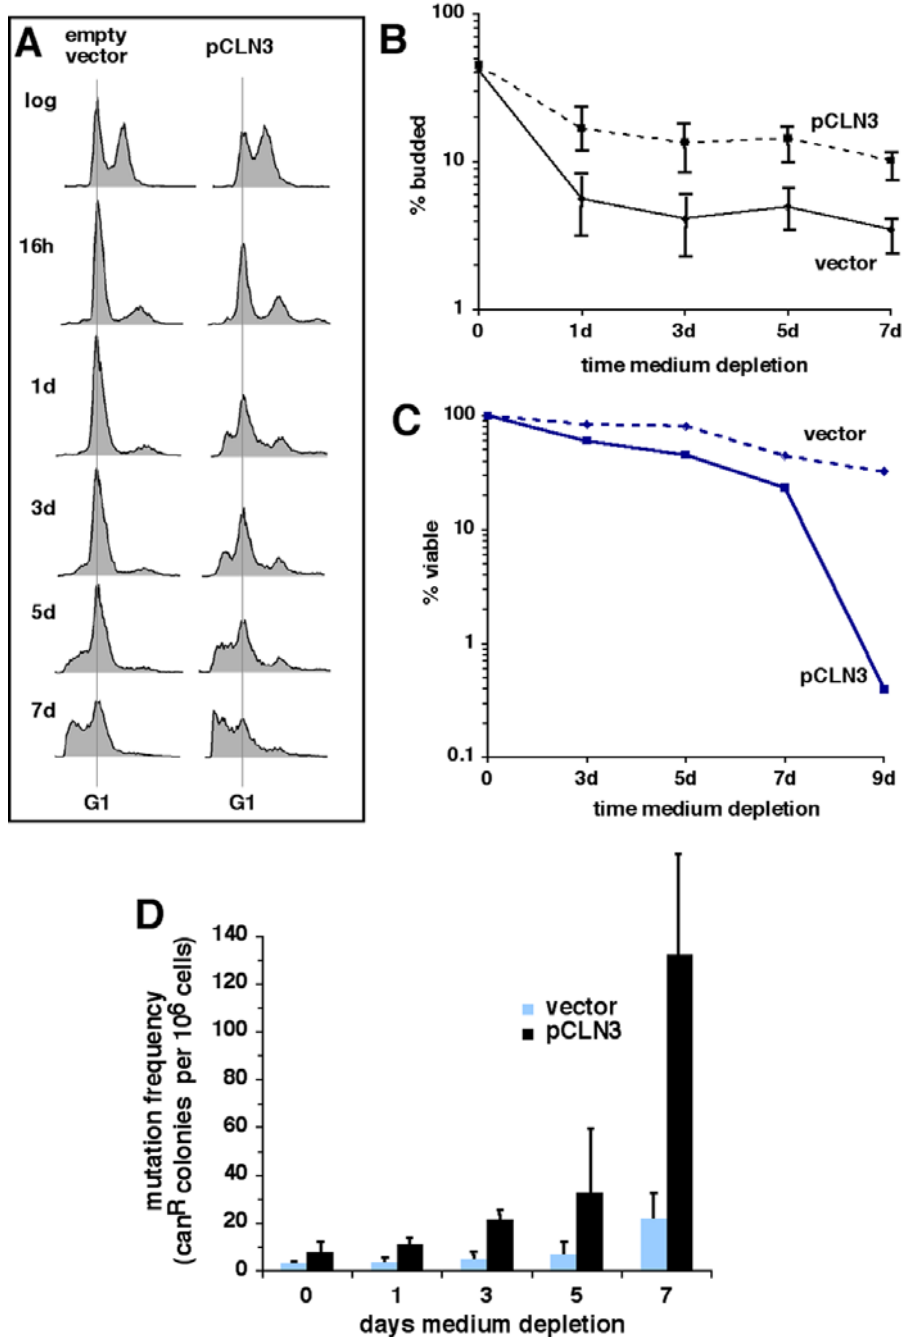 A
empty
vector
pCLN3
log
16h
1d
3d
5d
7d
G1
G1
B
100
10
1
% budded
pCLN3
vector
0
1d
3d
5d
7d
time medium depletion
C
100
10
1
0.1
% viable
vector
pCLN3
0
3d
5d
7d
9d
time medium depletion
D
mutation frequency
(canR colonies per 10⁶ cells)
140
120
100
80
60
40
20
0
vector
pCLN3
0
1
3
5
7
days medium depletion